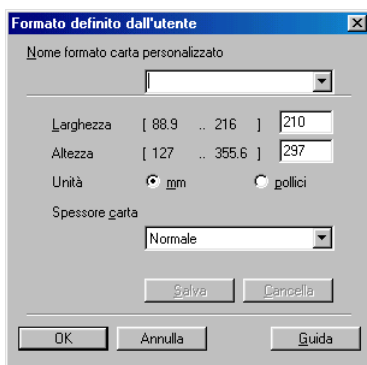 Formato definito dall'utente
Nome formato carta personalizzato
Larghezza [ 88.9 .. 216 ] 210
Altezza [ 127 .. 355.6 ] 297
Unità mm pollici
Spessore carta
Normale
Salva Cancella
OK Annulla Guida